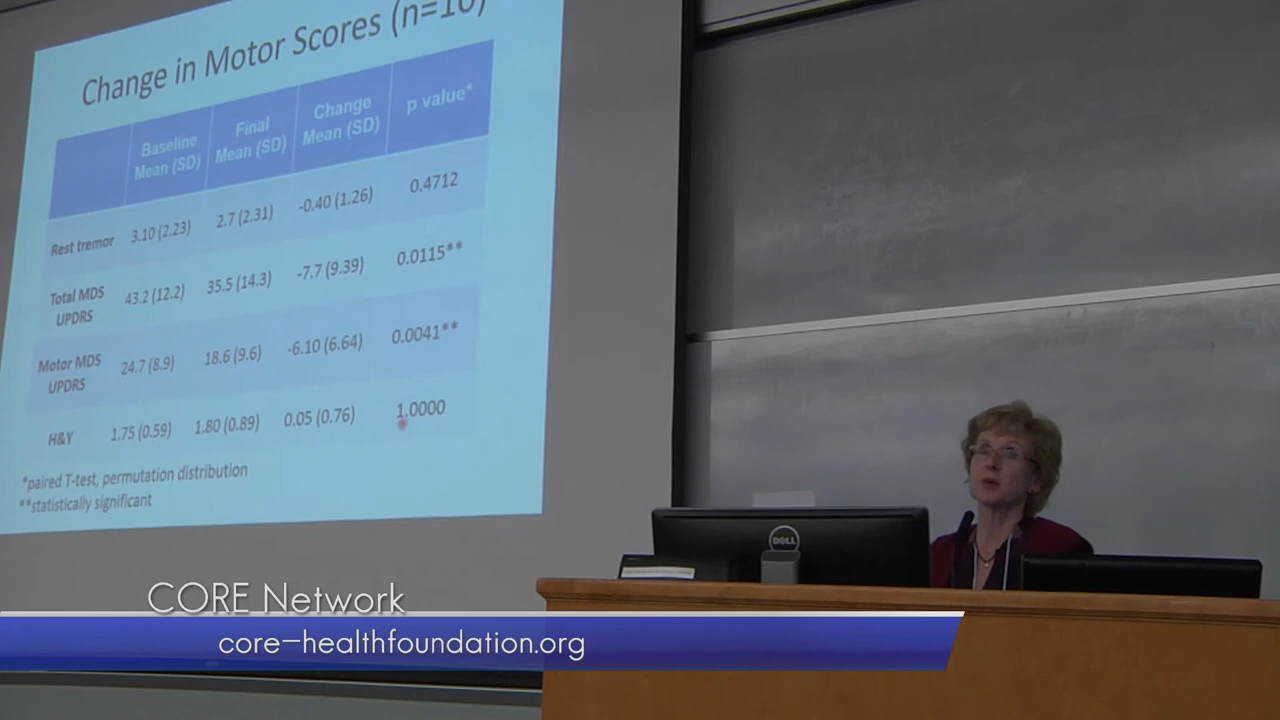 Change in Motor Scores (n=10)
Baseline Mean (SD)
Final Mean (SD)
Change Mean (SD)
p value*
Rest tremor 3.10 (2.23) 2.7 (2.31) -0.40 (1.26) 0.4712
Total MDS UPDRS 43.2 (12.2) 35.5 (14.3) -7.7 (9.39) 0.0115**
Motor MDS UPDRS 24.7 (8.9) 18.6 (9.6) -6.10 (6.64) 0.0041**
H&Y 1.75 (0.59) 1.80 (0.89) 0.05 (0.76) 1.0000
*paired T-test, permutation distribution
**statistically significant
DELL
CORE Network
core-healthfoundation.org